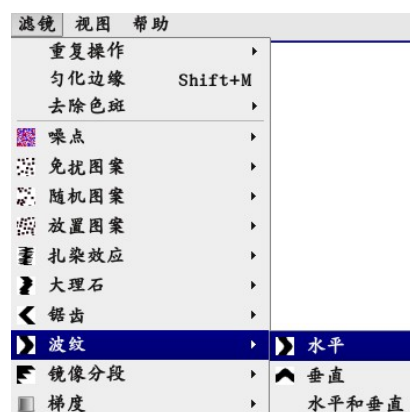 滤镜 视图 帮助
重复操作
匀化边缘 Shift+M
去除色斑
噪点
免扰图案
随机图案
放置图案
扎染效应
大理石
锯齿
波纹 水平
镜像分段 垂直
梯度 水平和垂直